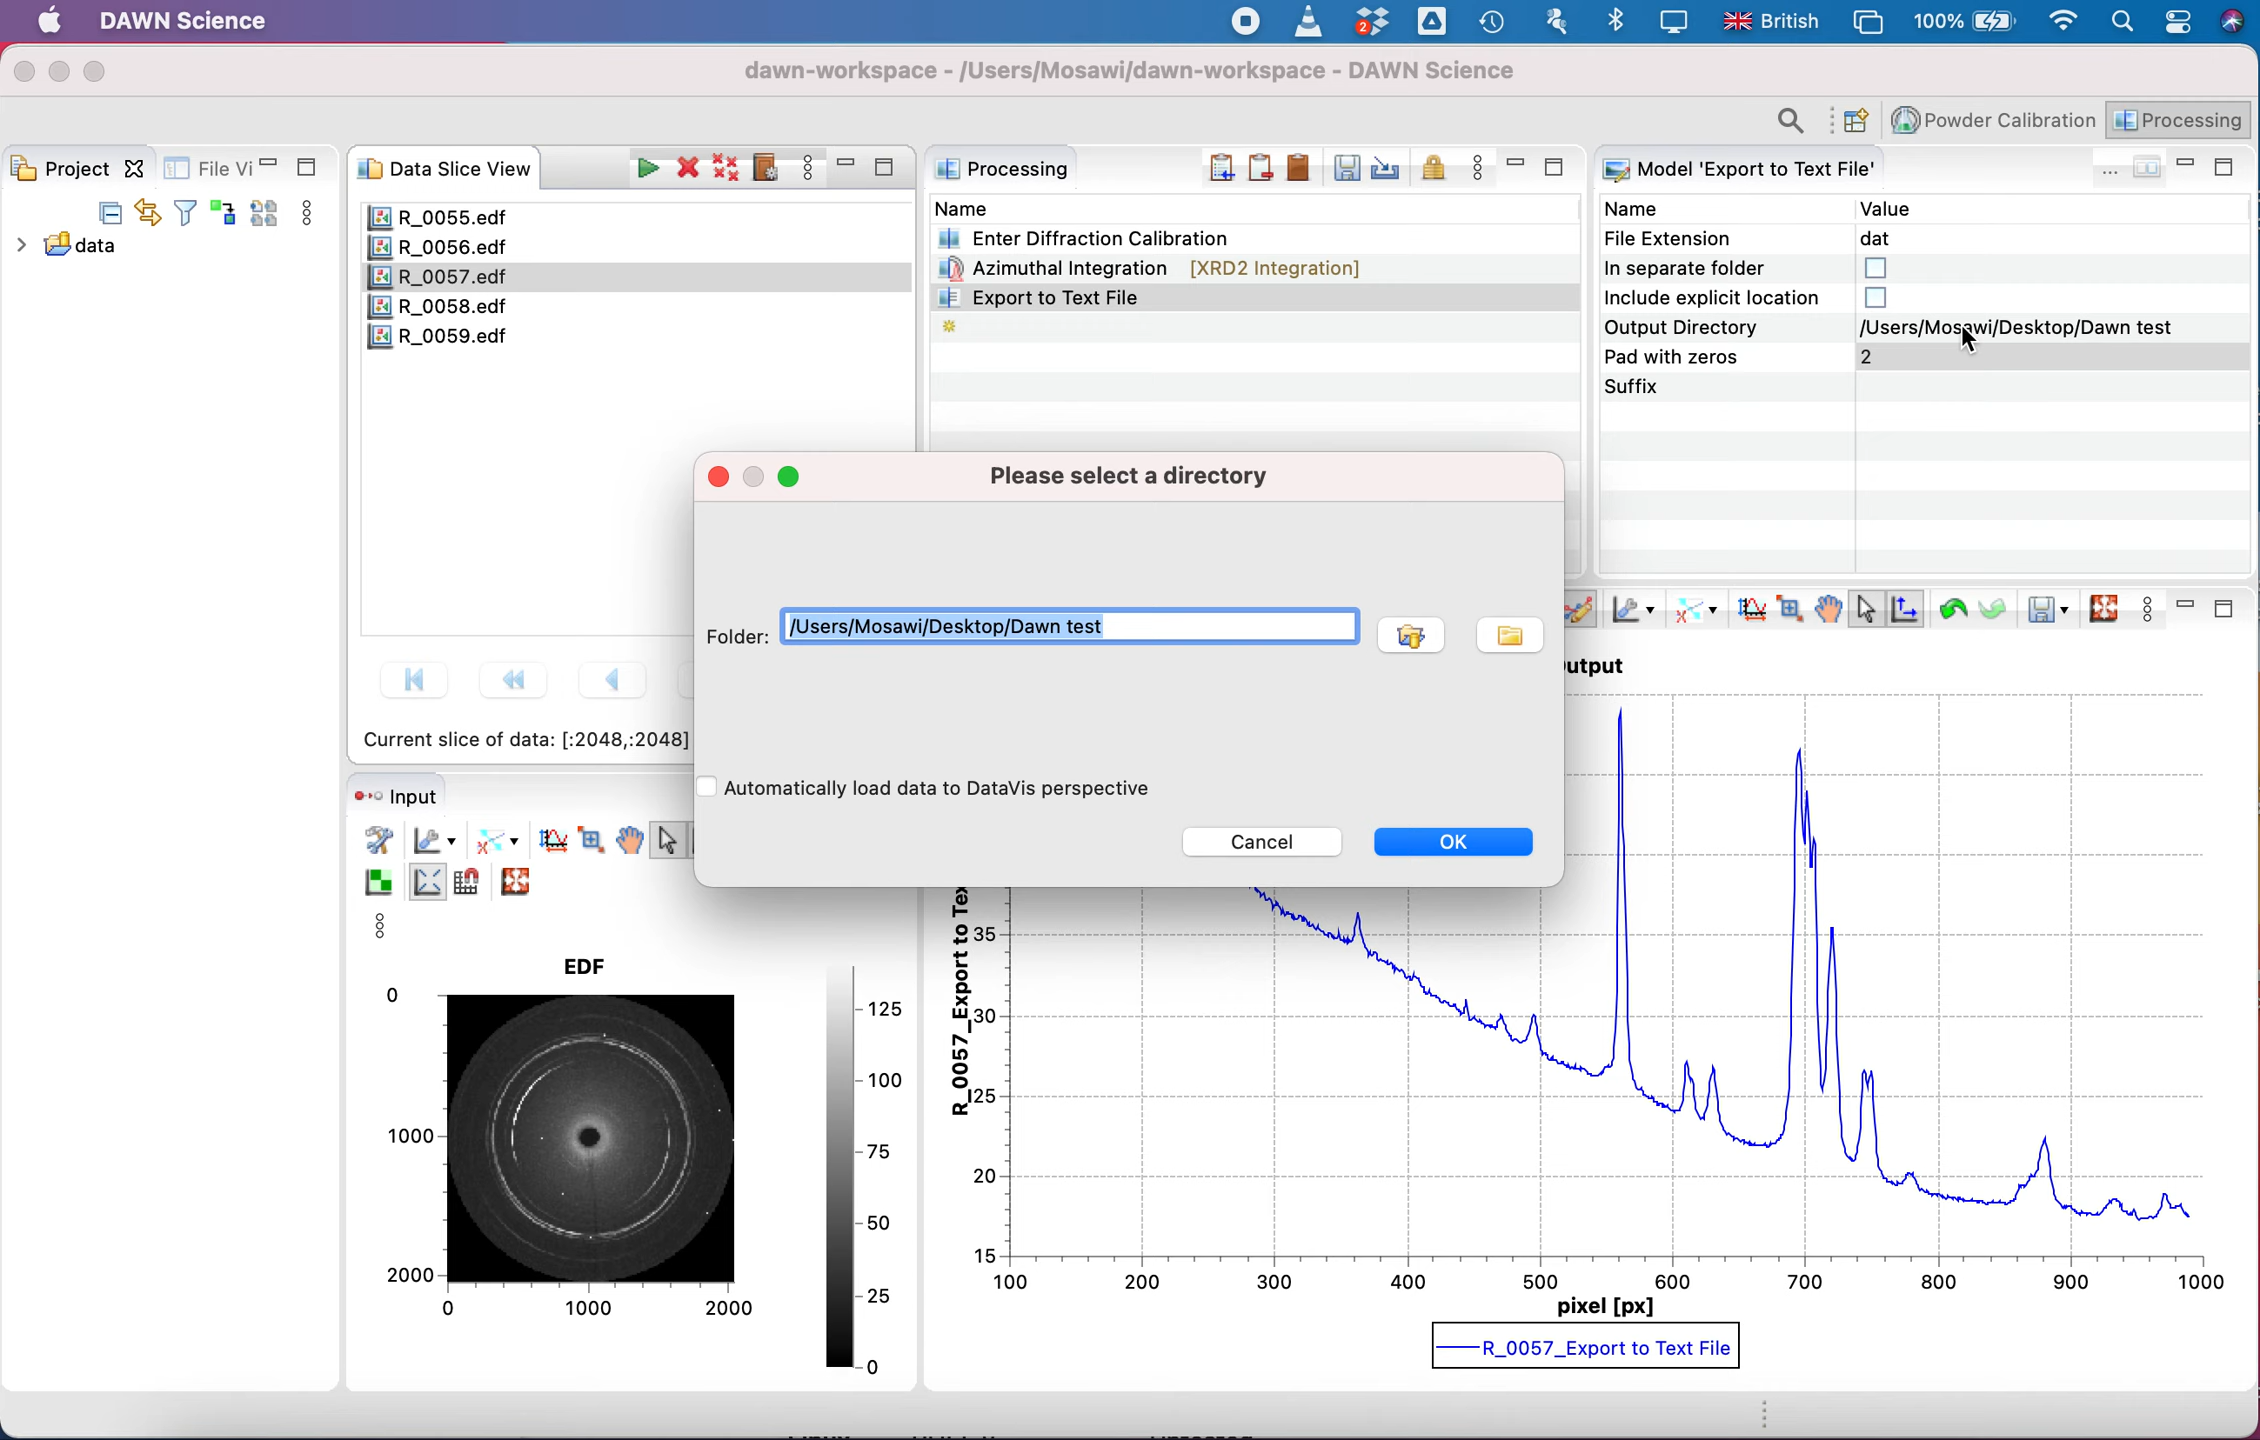 DAWN Science
2
British
100%
dawn-workspace - /Users/Mosawi/dawn-workspace - DAWN Science
Powder Calibration
Processing
Project
File Vi
data
Data Slice View
R_0055.edf
R_0056.edf
R_0057.edf
R_0058.edf
R_0059.edf
Current slice of data: [:2048,:2048]
Processing
Name
Enter Diffraction Calibration
Azimuthal Integration [XRD2 Integration]
Export to Text File
Model 'Export to Text File'
Name Value
File Extension dat
In separate folder
Include explicit location
Output Directory /Users/Mosawi/Desktop/Dawn test
Pad with zeros 2
Suffix
Please select a directory
Folder: /Users/Mosawi/Desktop/Dawn test
Automatically load data to DataVis perspective
Cancel OK
Input
EDF
0
1000
2000
0 1000 2000
125
100
75
50
25
0
utput
R_0057_Export to Te
35
30
25
20
15
100 200 300 400 500 600 700 800 900 1000
pixel [px]
R_0057_Export to Text File